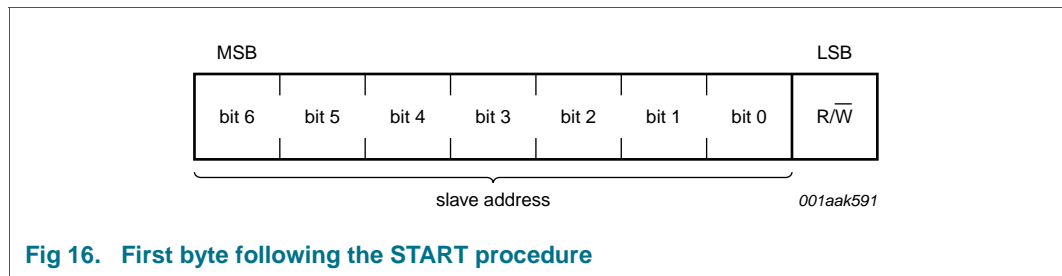 MSB LSB
bit 6 bit 5 bit 4 bit 3 bit 2 bit 1 bit 0 R/W̅
slave address 001aak591
Fig 16. First byte following the START procedure